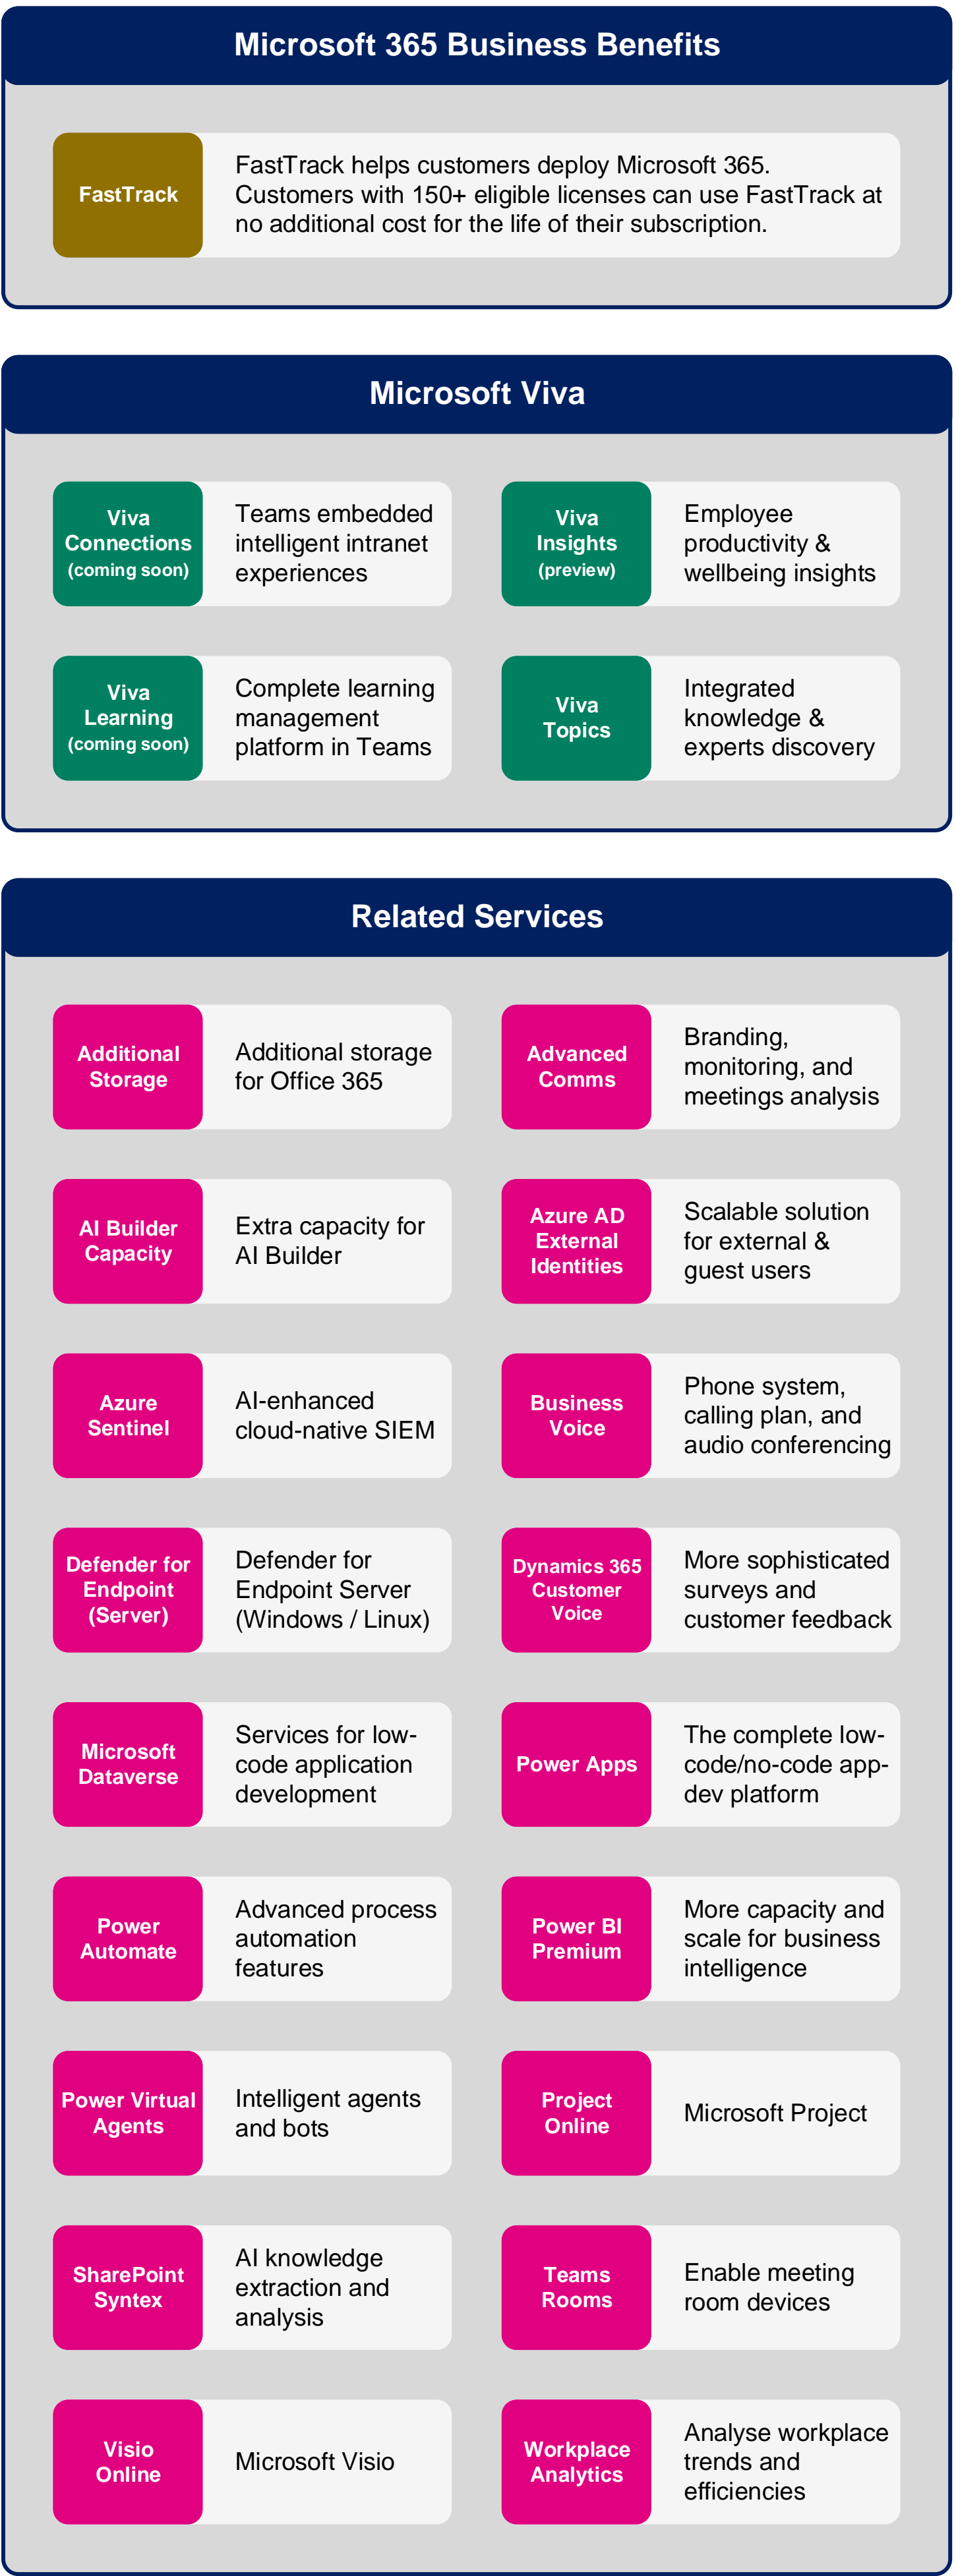 Microsoft 365 Business Benefits
FastTrack
FastTrack helps customers deploy Microsoft 365.
Customers with 150+ eligible licenses can use FastTrack at
no additional cost for the life of their subscription.
Microsoft Viva
Viva
Connections
(coming soon)
Teams embedded
intelligent intranet
experiences
Viva
Insights
(preview)
Employee
productivity &
wellbeing insights
Viva
Learning
(coming soon)
Complete learning
management
platform in Teams
Viva
Topics
Integrated
knowledge &
experts discovery
Related Services
Additional
Storage
Additional storage
for Office 365
Advanced
Comms
Branding,
monitoring, and
meetings analysis
AI Builder
Capacity
Extra capacity for
AI Builder
Azure AD
External
Identities
Scalable solution
for external &
guest users
Azure
Sentinel
AI-enhanced
cloud-native SIEM
Business
Voice
Phone system,
calling plan, and
audio conferencing
Defender for
Endpoint
(Server)
Defender for
Endpoint Server
(Windows / Linux)
Dynamics 365
Customer
Voice
More sophisticated
surveys and
customer feedback
Microsoft
Dataverse
Services for low-
code application
development
Power Apps
The complete low-
code/no-code app-
dev platform
Power
Automate
Advanced process
automation
features
Power BI
Premium
More capacity and
scale for business
intelligence
Power Virtual
Agents
Intelligent agents
and bots
Project
Online
Microsoft Project
SharePoint
Syntex
AI knowledge
extraction and
analysis
Teams
Rooms
Enable meeting
room devices
Visio
Online
Microsoft Visio
Workplace
Analytics
Analyse workplace
trends and
efficiencies